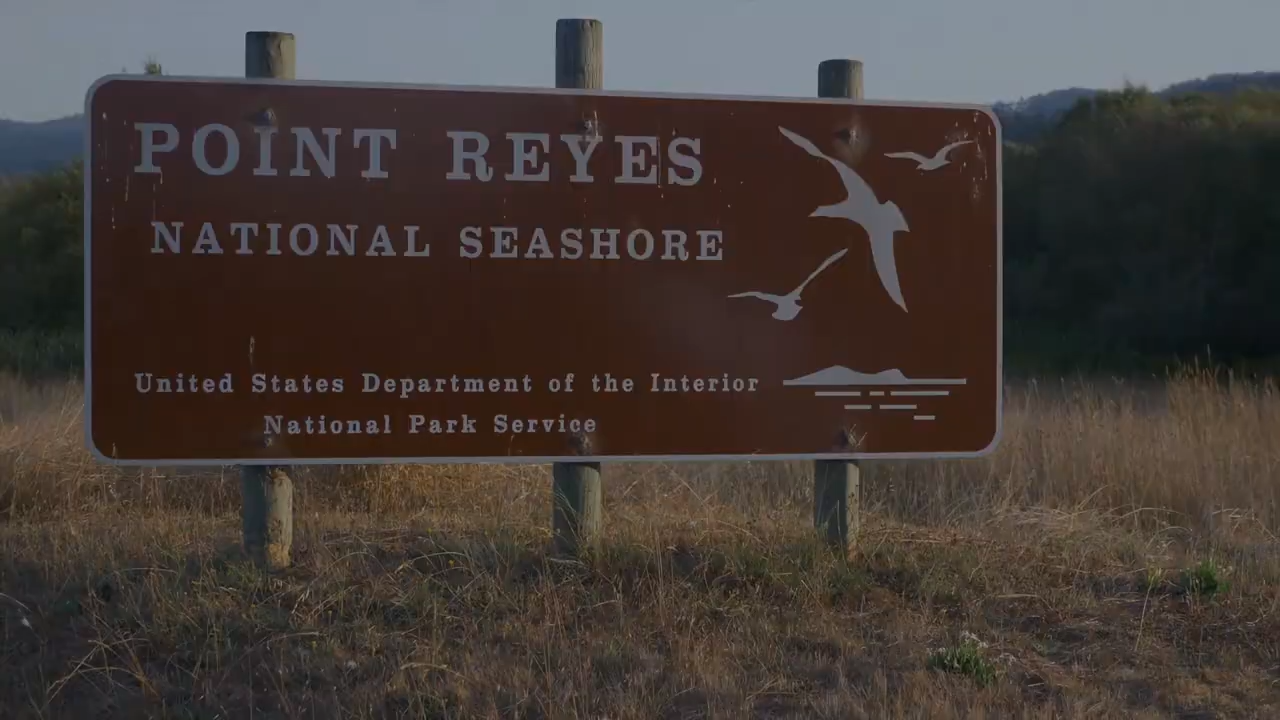 POINT REYES
NATIONAL SEASHORE
United States Department of the Interior
National Park Service